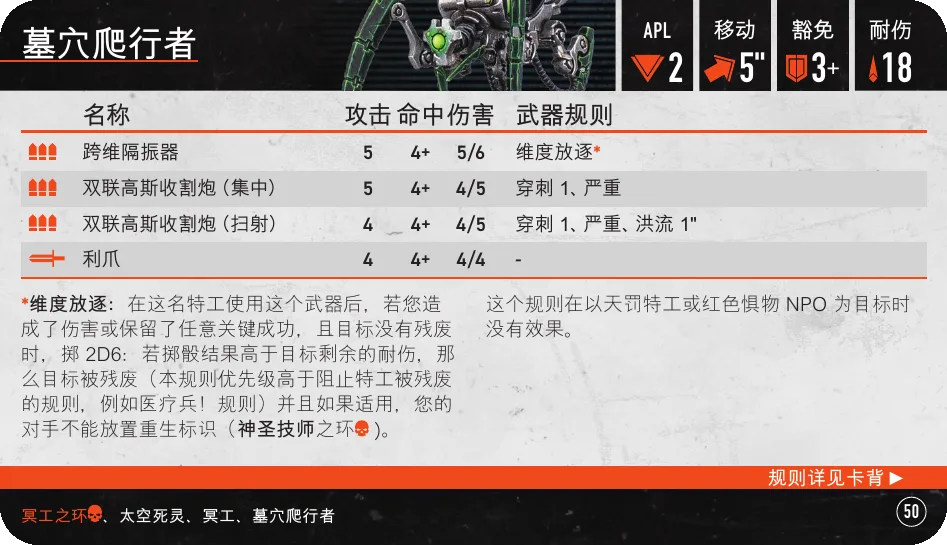 墓穴爬行者
APL 移动 豁免 耐伤
2 5" 3+ 18
名称 攻击 命中 伤害 武器规则
跨维隔振器 5 4+ 5/6 维度放逐*
双联高斯收割炮（集中） 5 4+ 4/5 穿刺 1、严重
双联高斯收割炮（扫射） 4 4+ 4/5 穿刺 1、严重、洪流 1"
利爪 4 4+ 4/4 -
*维度放逐：在这名特工使用这个武器后，若您造
成了伤害或保留了任意关键成功，且目标没有残废
时，掷 2D6：若掷骰结果高于目标剩余的耐伤，那
么目标被残废（本规则优先级高于阻止特工被残废
的规则，例如医疗兵！规则）并且如果适用，您的
对手不能放置重生标识（神圣技师之环）。
这个规则在以天罚特工或红色惧物 NPO 为目标时
没有效果。
规则详见卡背▶
冥工之环、太空死灵、冥工、墓穴爬行者
50